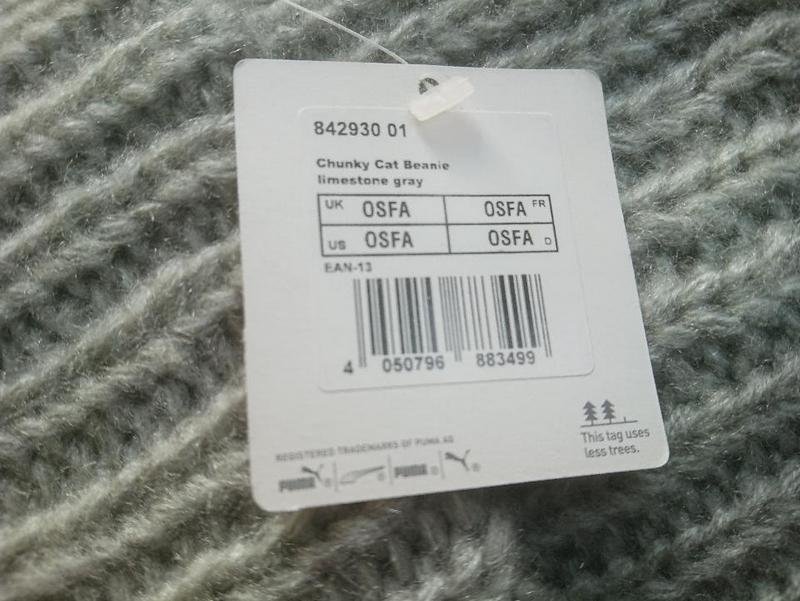 842930 01
Chunky Cat Beanie
limestone gray
UK OSFA OSFA FR
US OSFA OSFA D
EAN-13
4 050796 883499
This tag uses
less trees.
REGISTERED TRADEMARKS OF PUMA AG
PUMA ® ® PUMA ® ®